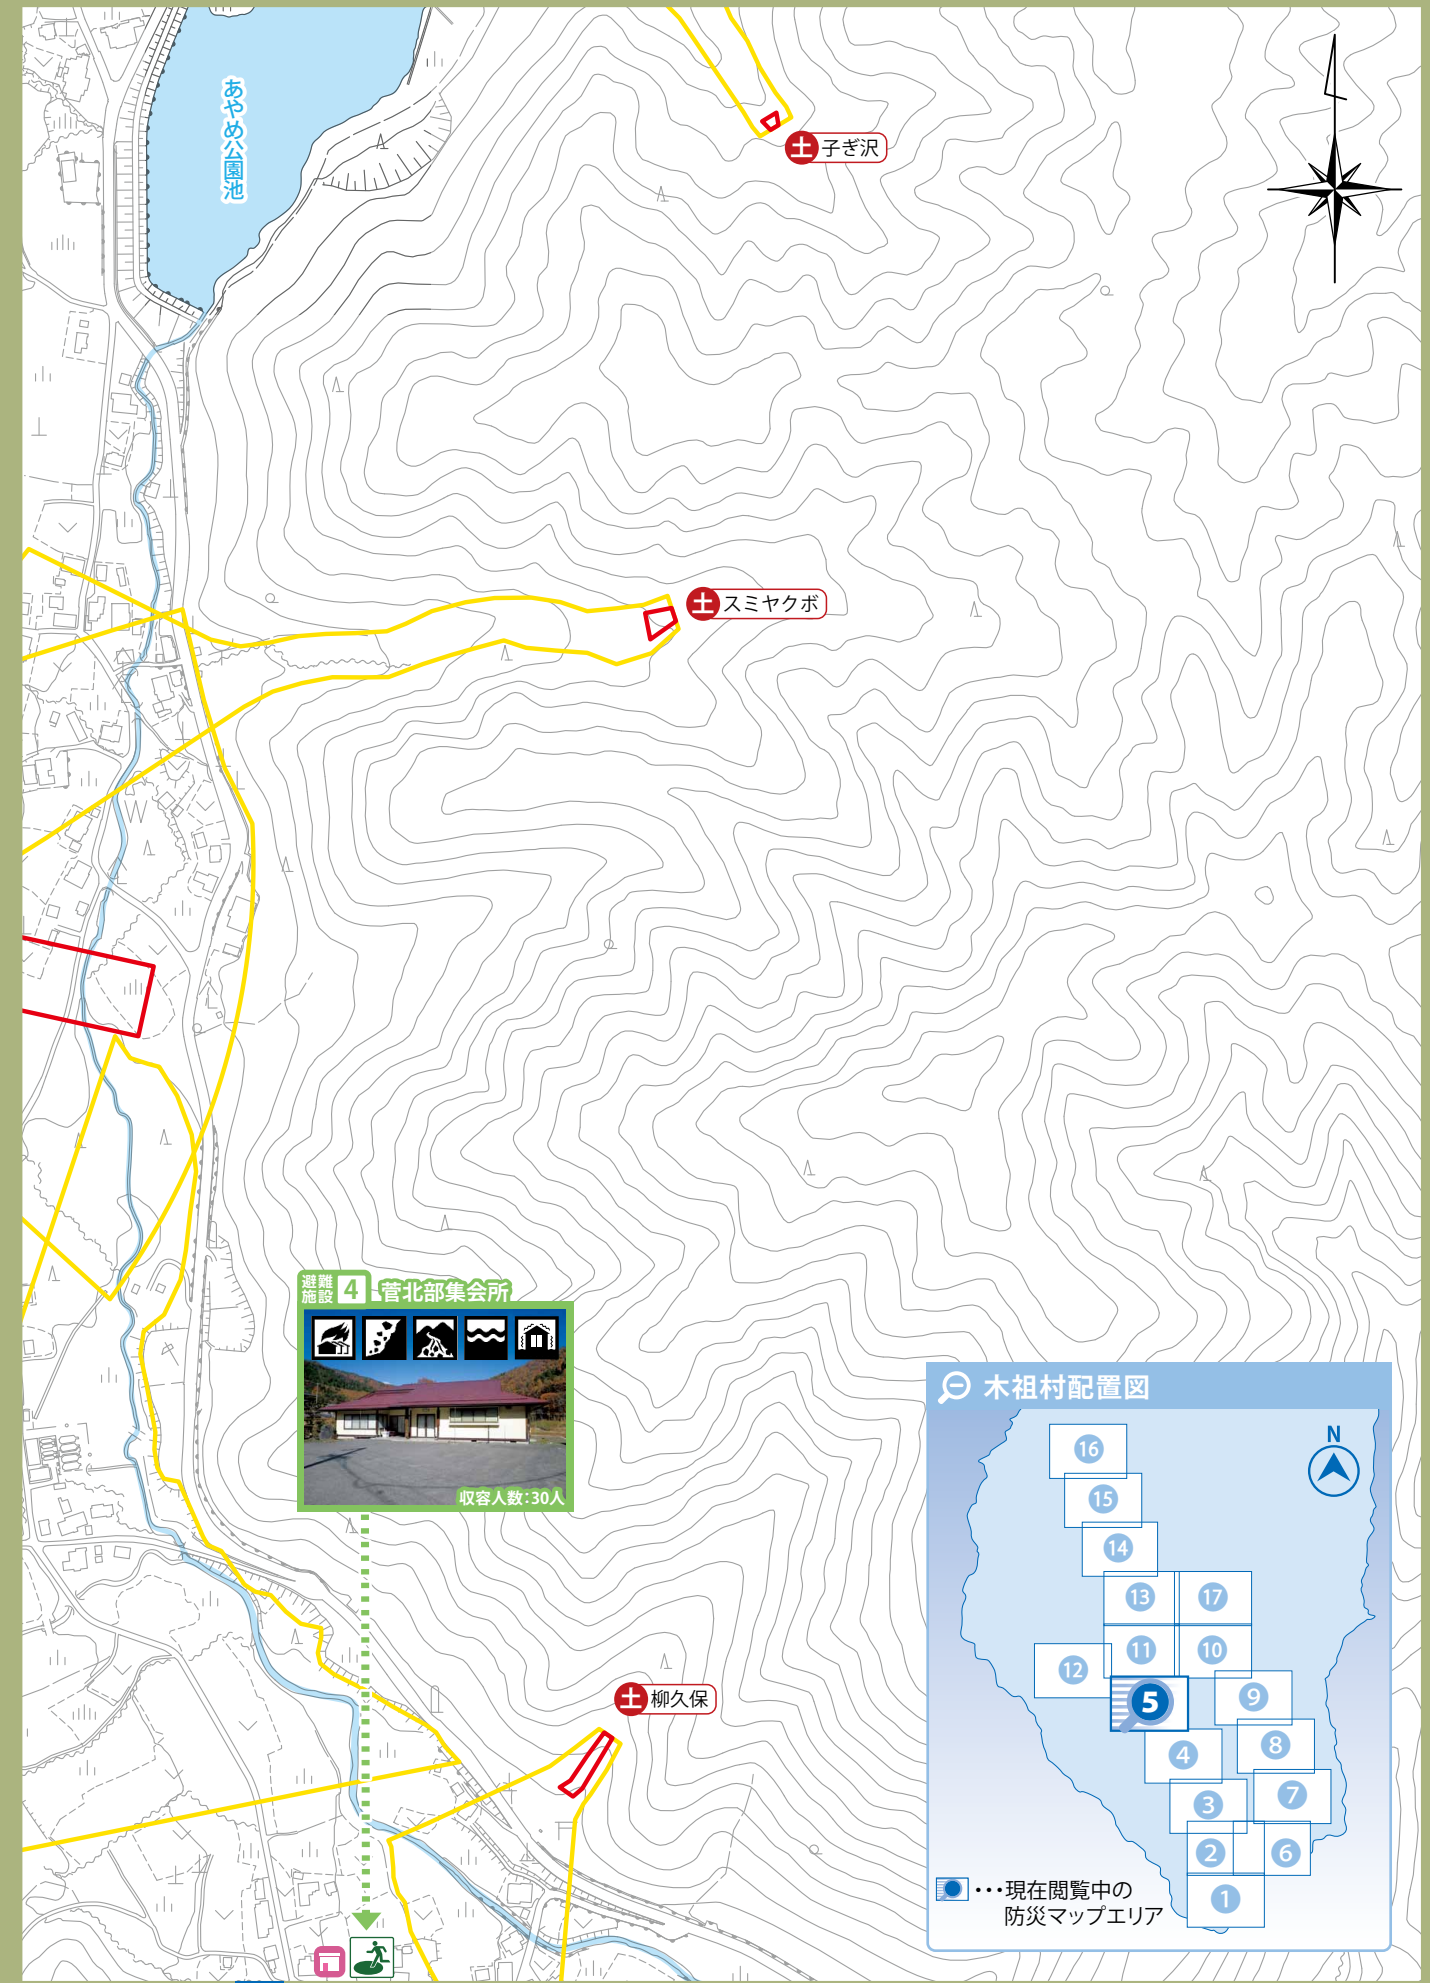 あやめ公園池
土 子ぎ沢
土 スミヤクボ
避難
施設 4 菅北部集会所
収容人数：30人
土 柳久保
木祖村配置図
N
16
15
14
13
17
11
10
12
5
9
4
8
3
7
2
6
1
･･･現在閲覧中の
防災マップエリア